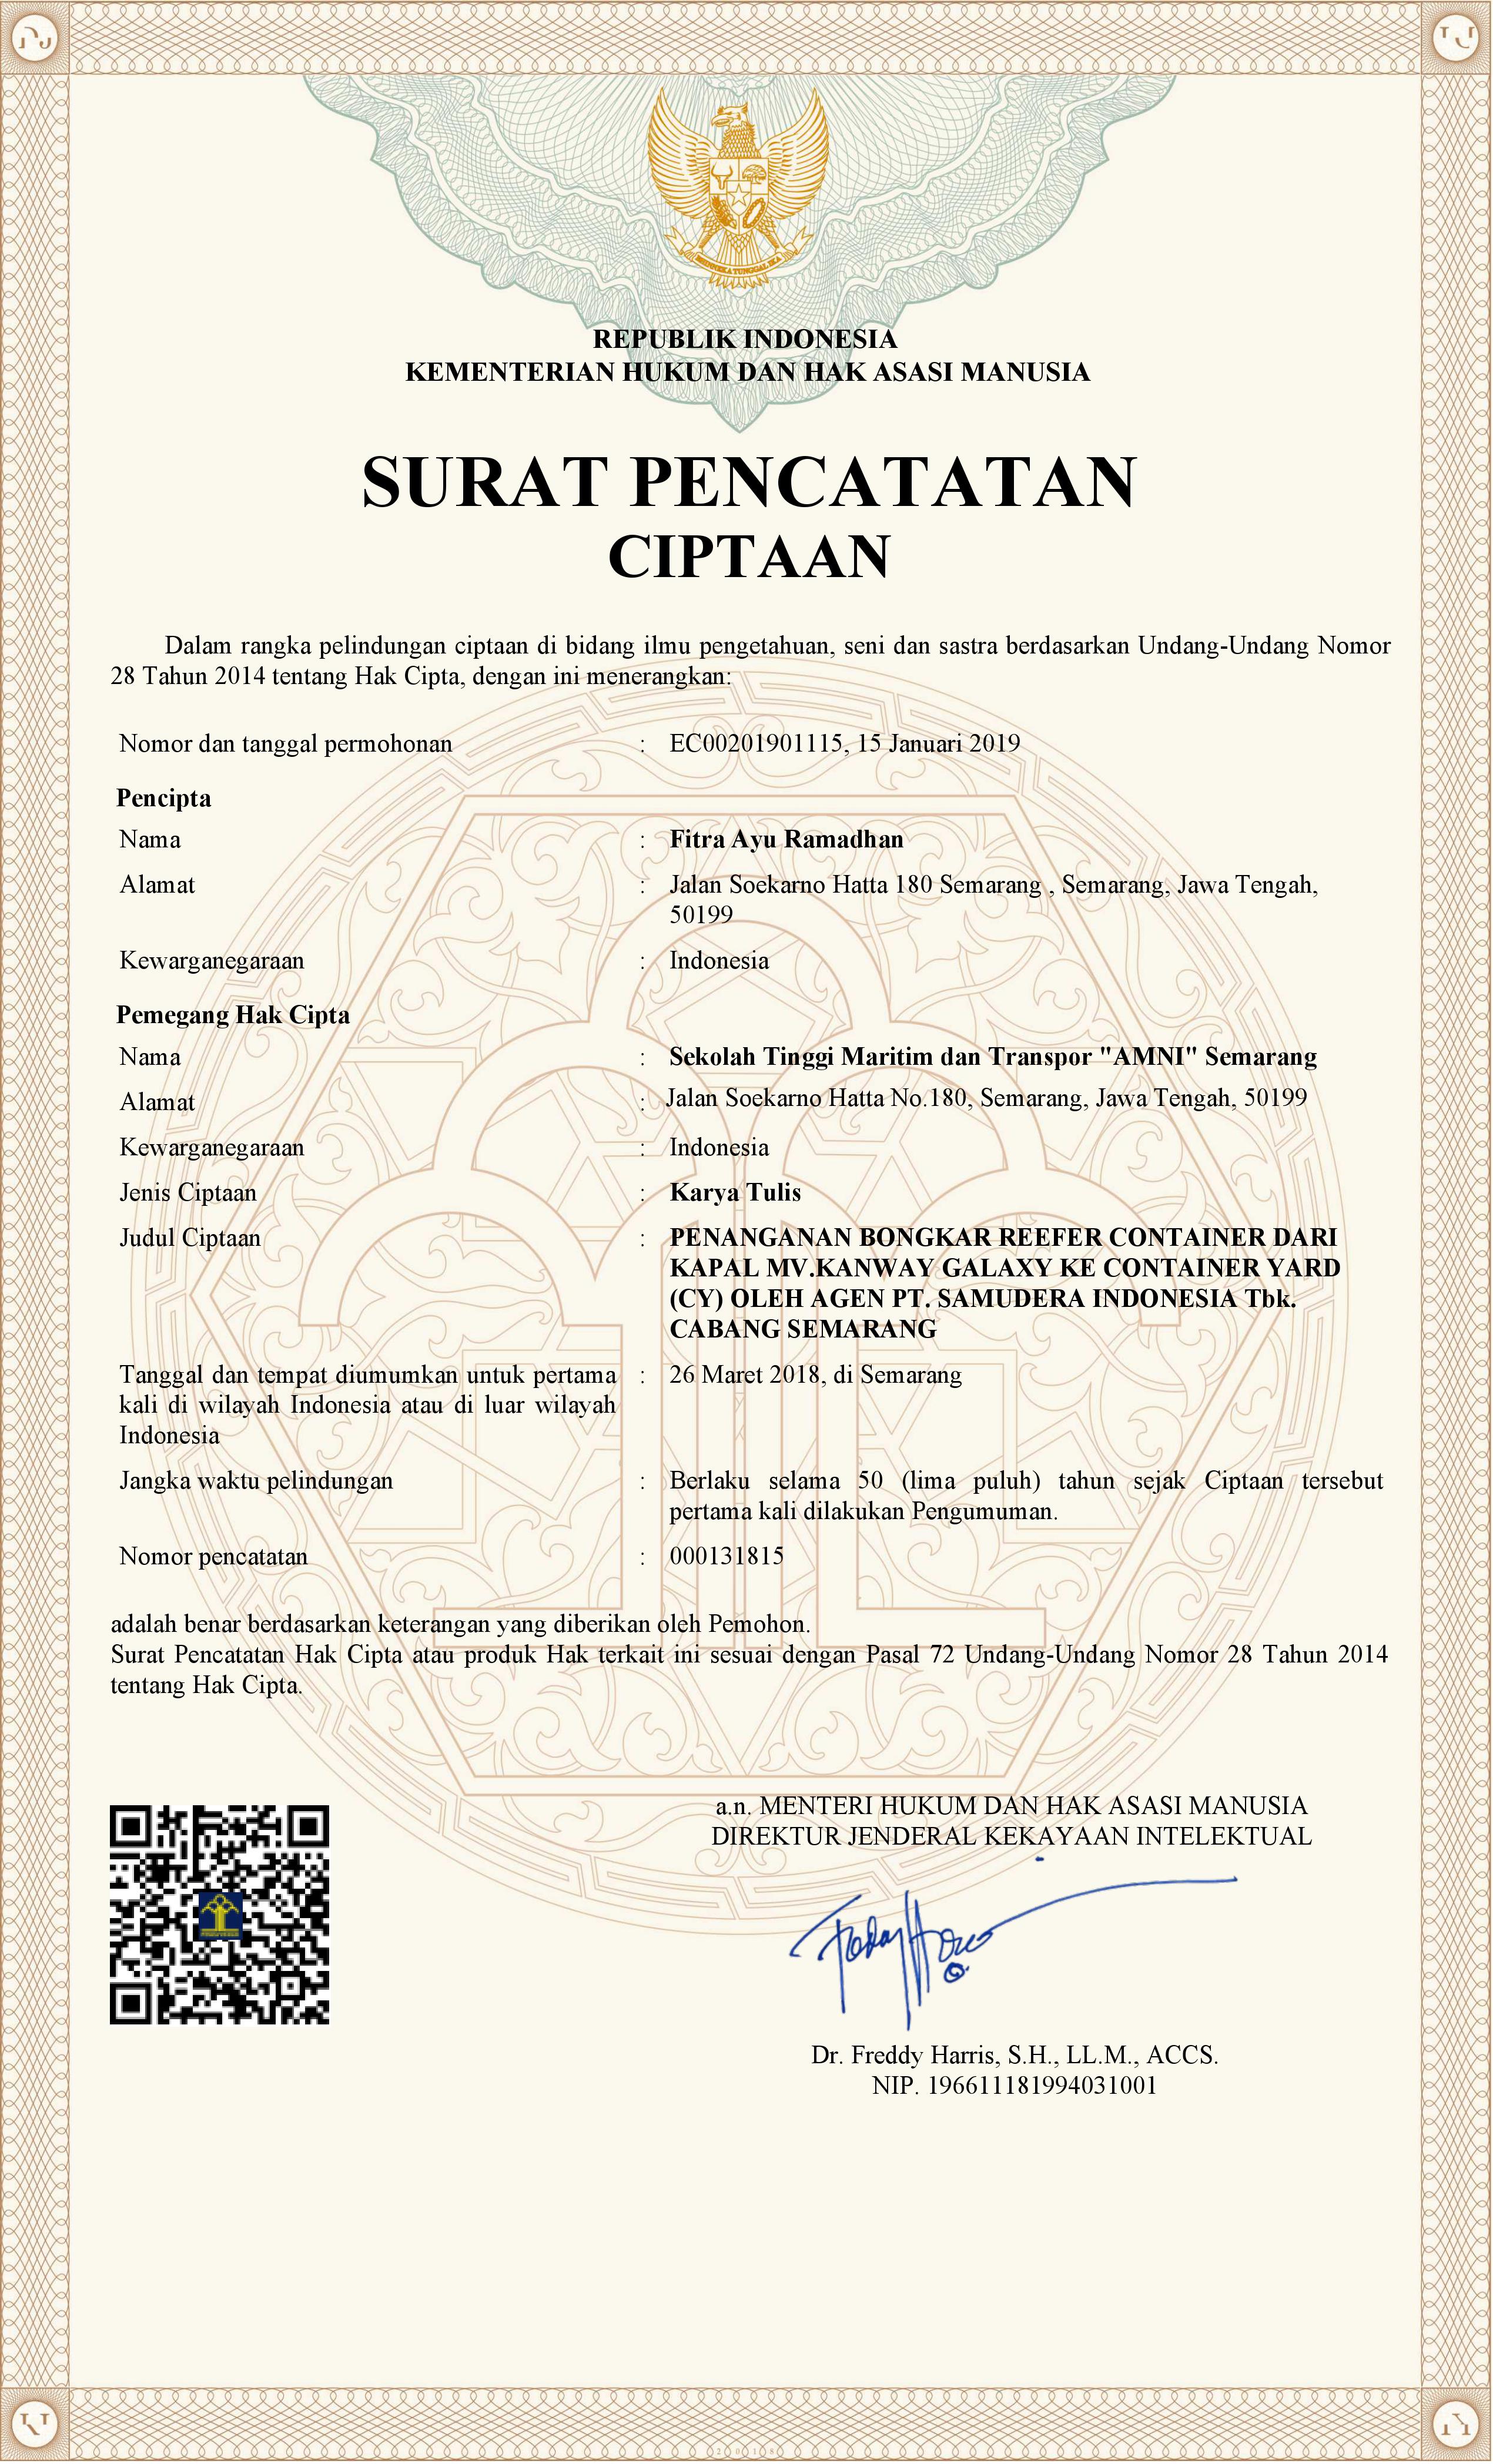 BHINNEKA TUNGGAL IKA
REPUBLIK INDONESIA
KEMENTERIAN HUKUM DAN HAK ASASI MANUSIA
SURAT PENCATATAN
CIPTAAN
Dalam rangka pelindungan ciptaan di bidang ilmu pengetahuan, seni dan sastra berdasarkan Undang-Undang Nomor
28 Tahun 2014 tentang Hak Cipta, dengan ini menerangkan:
Nomor dan tanggal permohonan : EC00201901115, 15 Januari 2019
Pencipta
Nama : Fitra Ayu Ramadhan
Alamat : Jalan Soekarno Hatta 180 Semarang , Semarang, Jawa Tengah,
50199
Kewarganegaraan : Indonesia
Pemegang Hak Cipta
Nama : Sekolah Tinggi Maritim dan Transpor "AMNI" Semarang
Alamat : Jalan Soekarno Hatta No.180, Semarang, Jawa Tengah, 50199
Kewarganegaraan : Indonesia
Jenis Ciptaan : Karya Tulis
Judul Ciptaan : PENANGANAN BONGKAR REEFER CONTAINER DARI
KAPAL MV.KANWAY GALAXY KE CONTAINER YARD
(CY) OLEH AGEN PT. SAMUDERA INDONESIA Tbk.
CABANG SEMARANG
Tanggal dan tempat diumumkan untuk pertama : 26 Maret 2018, di Semarang
kali di wilayah Indonesia atau di luar wilayah
Indonesia
Jangka waktu pelindungan : Berlaku selama 50 (lima puluh) tahun sejak Ciptaan tersebut
pertama kali dilakukan Pengumuman.
Nomor pencatatan : 000131815
adalah benar berdasarkan keterangan yang diberikan oleh Pemohon.
Surat Pencatatan Hak Cipta atau produk Hak terkait ini sesuai dengan Pasal 72 Undang-Undang Nomor 28 Tahun 2014
tentang Hak Cipta.
a.n. MENTERI HUKUM DAN HAK ASASI MANUSIA
DIREKTUR JENDERAL KEKAYAAN INTELEKTUAL
Dr. Freddy Harris, S.H., LL.M., ACCS.
NIP. 196611181994031001